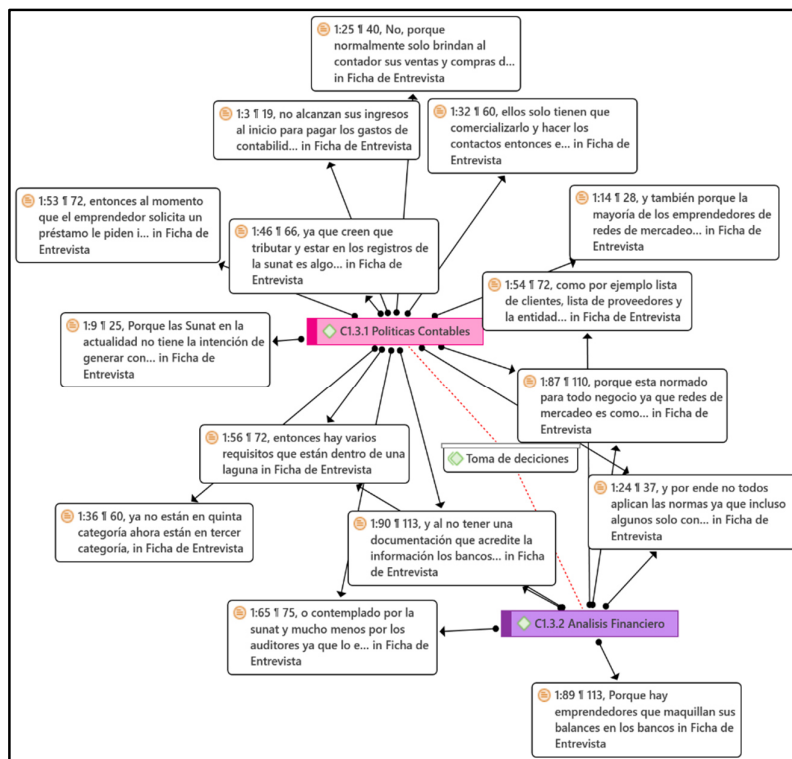 1:25 ¶ 40, No, porque
normalmente solo brindan al
contador sus ventas y compras d...
in Ficha de Entrevista
1:3 ¶ 19, no alcanzan sus ingresos
al inicio para pagar los gastos de
contabilid... in Ficha de Entrevista
1:32 ¶ 60, ellos solo tienen que
comercializarlo y hacer los
contactos entonces e... in Ficha de
Entrevista
1:53 ¶ 72, entonces al momento
que el emprendedor solicita un
préstamo le piden i... in Ficha de
Entrevista
1:46 ¶ 66, ya que creen que
tributar y estar en los registros de
la sunat es algo... in Ficha de
Entrevista
1:14 ¶ 28, y también porque la
mayoría de los emprendedores de
redes de mercadeo... in Ficha de
Entrevista
1:54 ¶ 72, como por ejemplo lista
de clientes, lista de proveedores y
la entidad... in Ficha de Entrevista
C1.3.1 Politicas Contables
1:9 ¶ 25, Porque las Sunat en la
actualidad no tiene la intención de
generar con... in Ficha de
Entrevista
1:87 ¶ 110, porque esta normado
para todo negocio ya que redes de
mercadeo es como... in Ficha de
Entrevista
1:56 ¶ 72, entonces hay varios
requisitos que están dentro de una
laguna in Ficha de Entrevista
Toma de deciciones
1:24 ¶ 37, y por ende no todos
aplican las normas ya que incluso
algunos solo con... in Ficha de
Entrevista
1:36 ¶ 60, ya no están en quinta
categoría ahora están en tercer
categoría, in Ficha de Entrevista
1:90 ¶ 113, y al no tener una
documentación que acredite la
información los bancos... in Ficha
de Entrevista
1:65 ¶ 75, o contemplado por la
sunat y mucho menos por los
auditores ya que lo e... in Ficha de
Entrevista
C1.3.2 Analisis Financiero
1:89 ¶ 113, Porque hay
emprendedores que maquillan sus
balances en los bancos in Ficha de
Entrevista